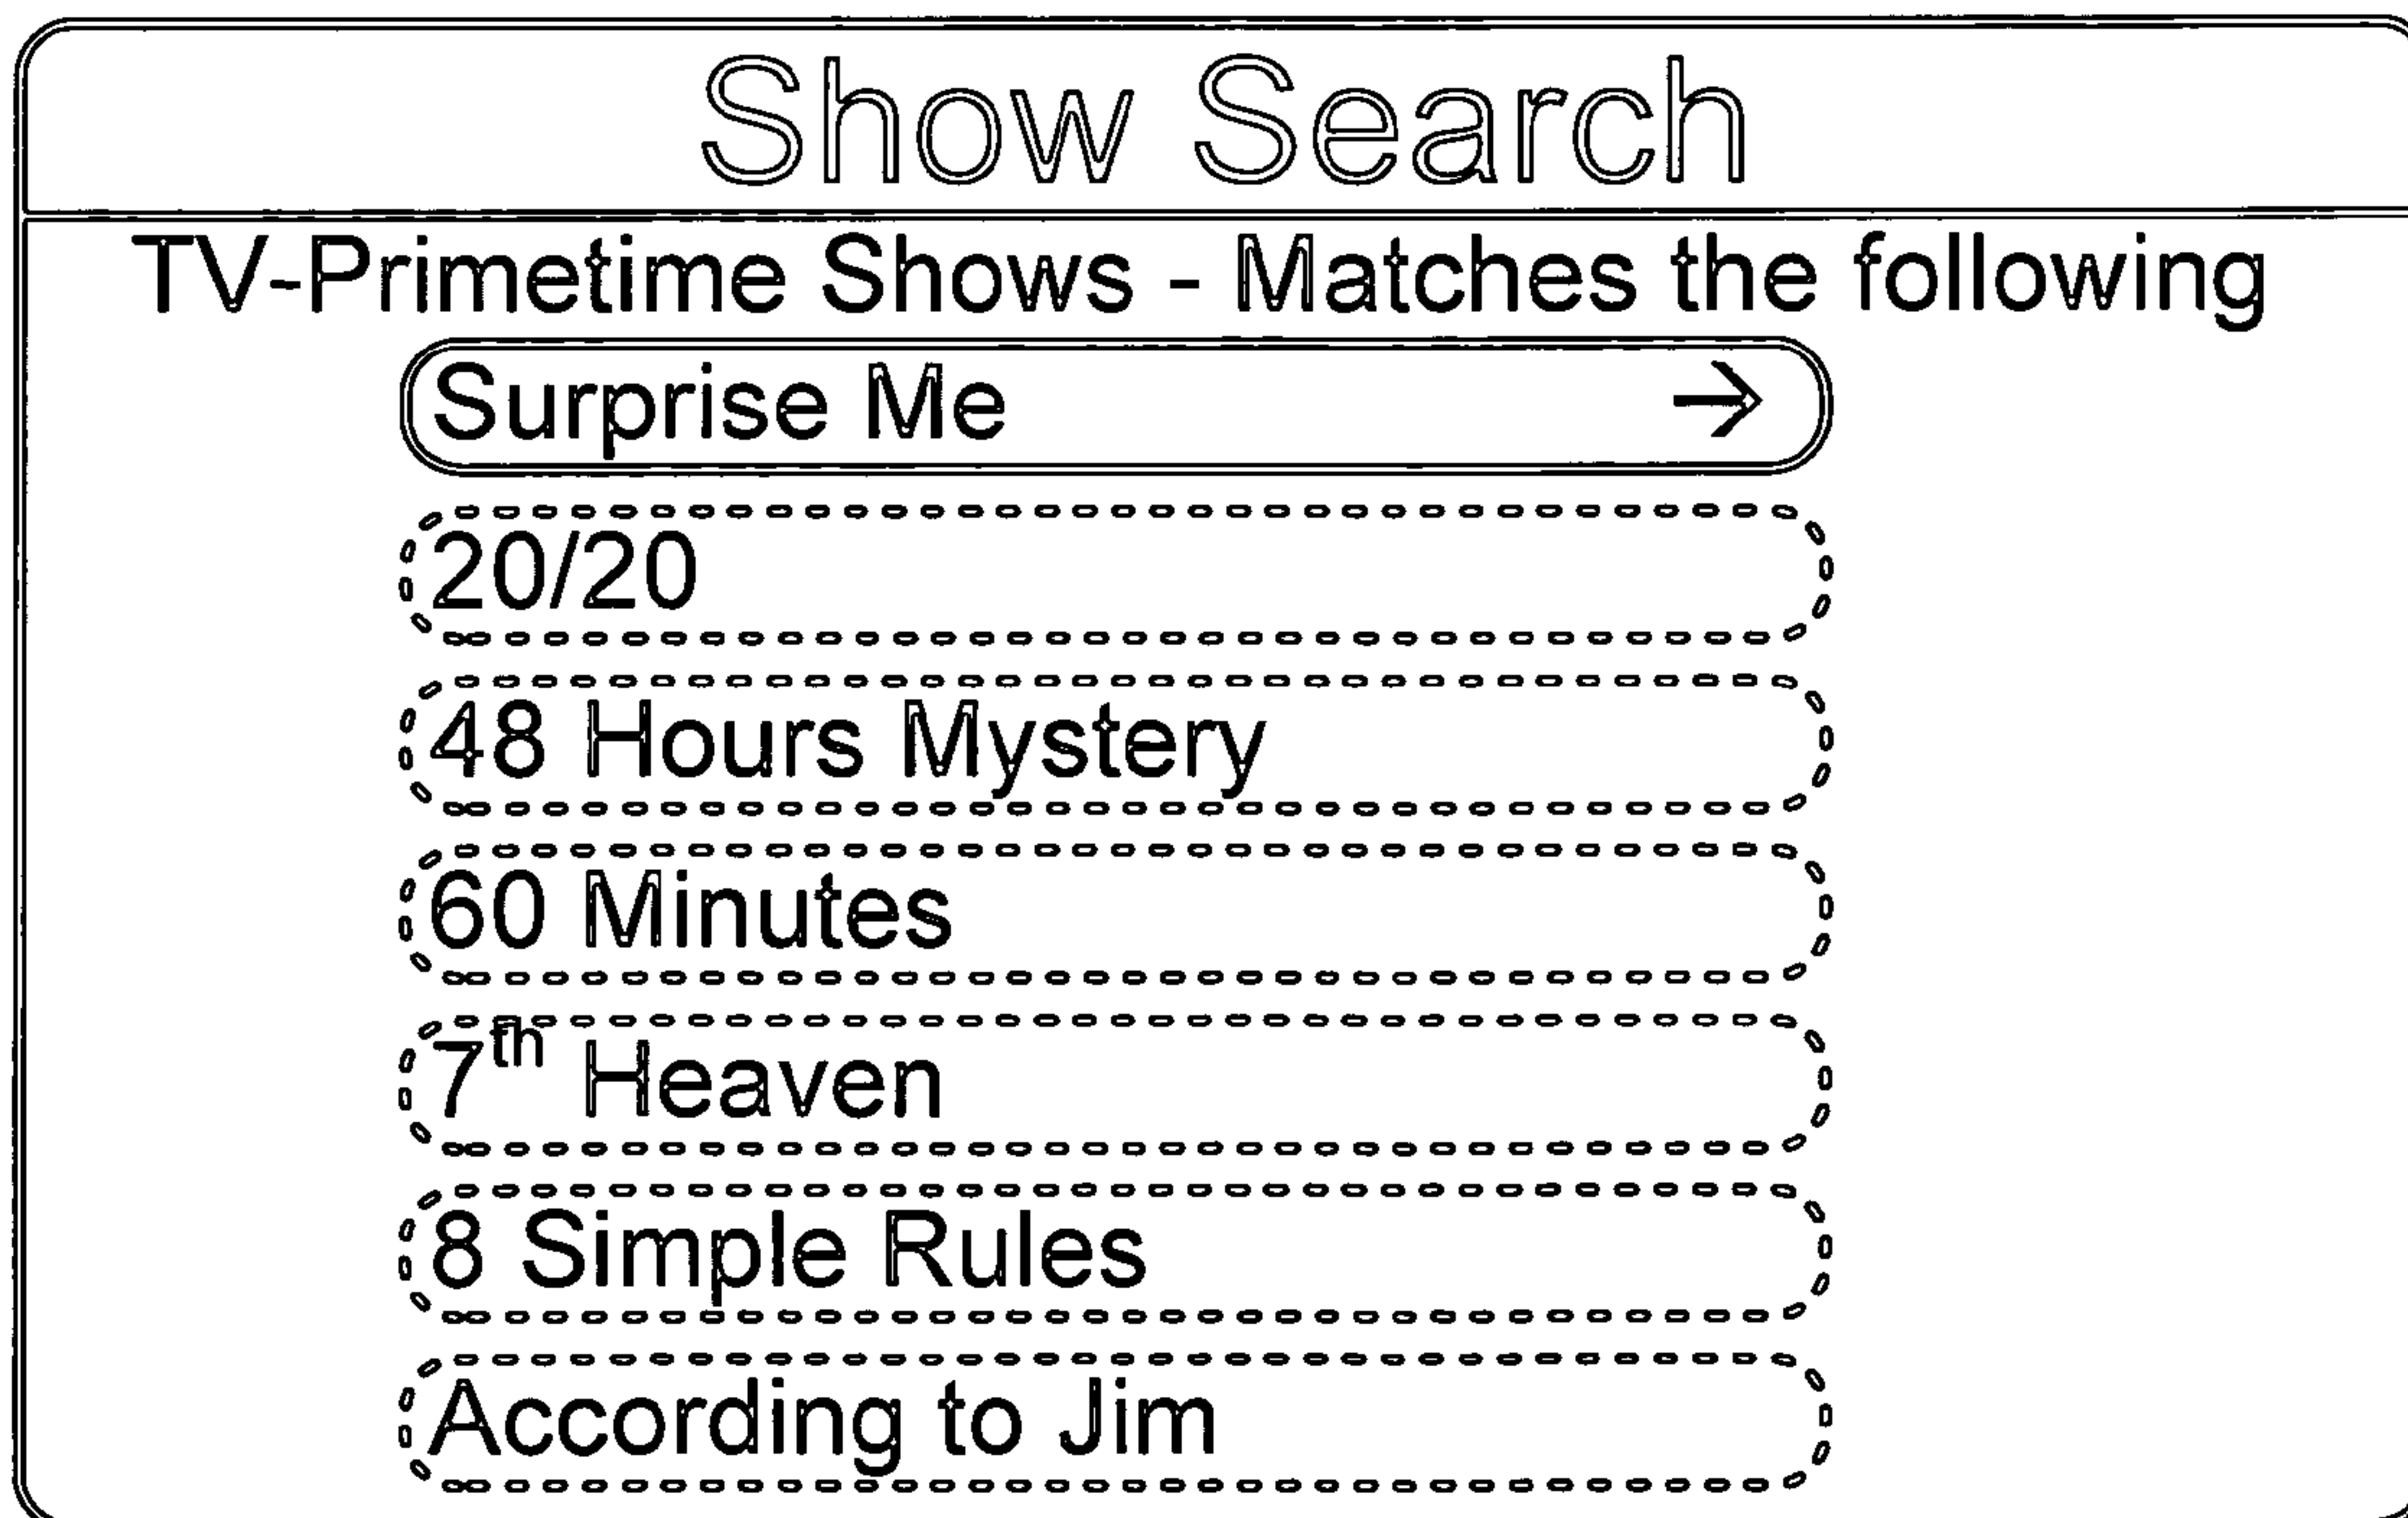 Show Search
TV-Primetime Shows - Matches the following
Surprise Me →
20/20
48 Hours Mystery
60 Minutes
7th Heaven
8 Simple Rules
According to Jim